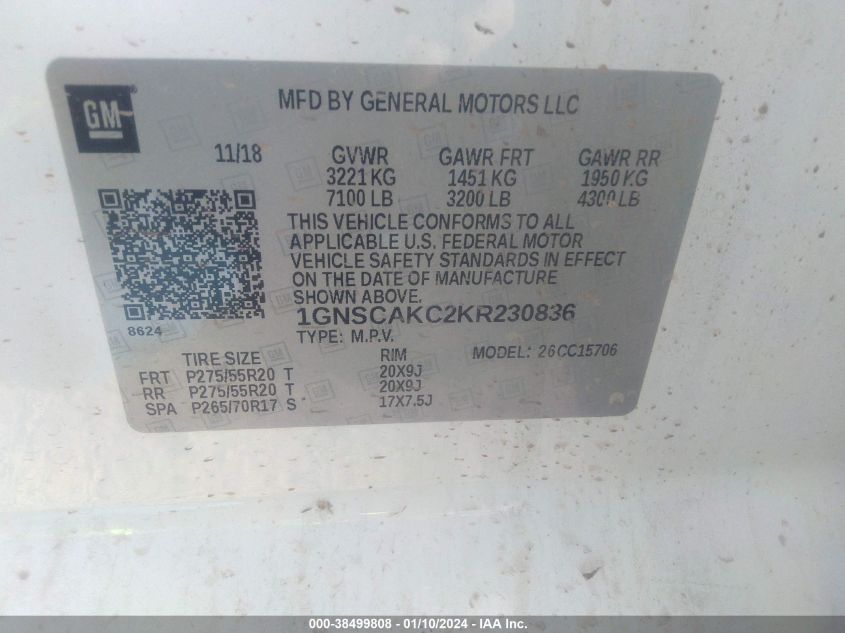 GM
MFD BY GENERAL MOTORS LLC
11/18 GVWR GAWR FRT GAWR RR
3221 KG 1451 KG 1950 KG
7100 LB 3200 LB 4300 LB
THIS VEHICLE CONFORMS TO ALL
APPLICABLE U.S. FEDERAL MOTOR
VEHICLE SAFETY STANDARDS IN EFFECT
ON THE DATE OF MANUFACTURE
SHOWN ABOVE.
8624
1GNSCAKC2KR230836
TYPE: M.P.V.
MODEL: 26CC15706
TIRE SIZE RIM
FRT P275/55R20 T 20X9J
RR P275/55R20 T 20X9J
SPA P265/70R17 S 17X7.5J
000-38499808 - 01/10/2024 - IAA Inc.